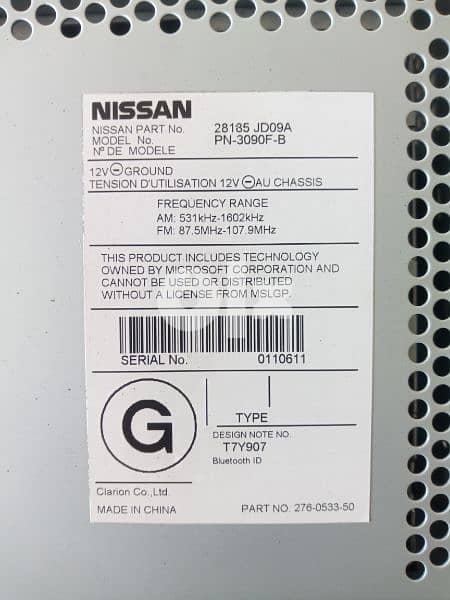 NISSAN
NISSAN PART No. 28185 JD09A
MODEL No. PN-3090F-B
Nº DE MODELE
12V⊖GROUND
TENSION D'UTILISATION 12V ⊖AU CHASSIS
FREQUENCY RANGE
AM: 531kHz-1602kHz
FM: 87.5MHz-107.9MHz
THIS PRODUCT INCLUDES TECHNOLOGY
OWNED BY MICROSOFT CORPORATION AND
CANNOT BE USED OR DISTRIBUTED
WITHOUT A LICENSE FROM MSLGP.
SERIAL No. 0110611
G
TYPE
DESIGN NOTE NO.
T7Y907
Bluetooth ID
Clarion Co.,Ltd.
MADE IN CHINA PART NO. 276-0533-50